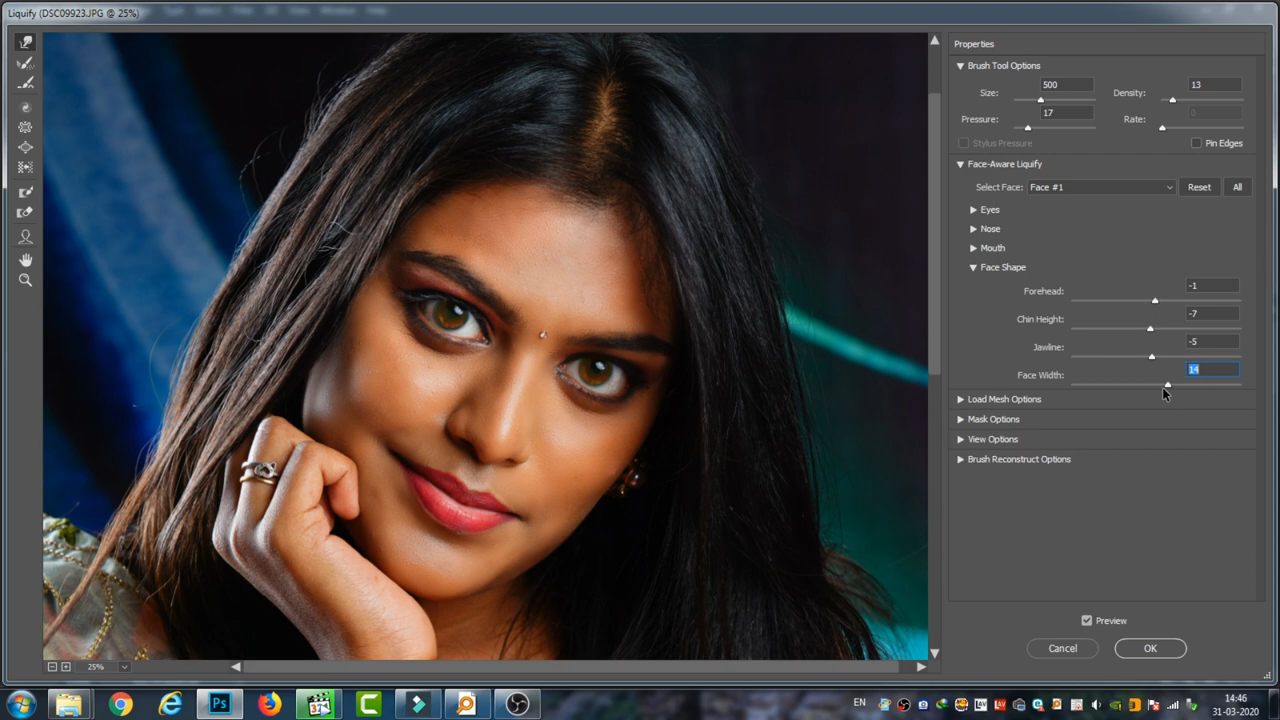 Liquify (DSC09923.JPG @ 25%)
Properties
Brush Tool Options
Size: 500 Density: 13
Pressure: 17 Rate: 0
Stylus Pressure Pin Edges
Face-Aware Liquify
Select Face: Face #1 Reset All
Eyes
Nose
Mouth
Face Shape
Forehead: -1
Chin Height: -7
Jawline: -5
Face Width: 14
Load Mesh Options
Mask Options
View Options
Brush Reconstruct Options
Preview
Cancel OK
25%
Ps
EN
14:46
31-03-2020